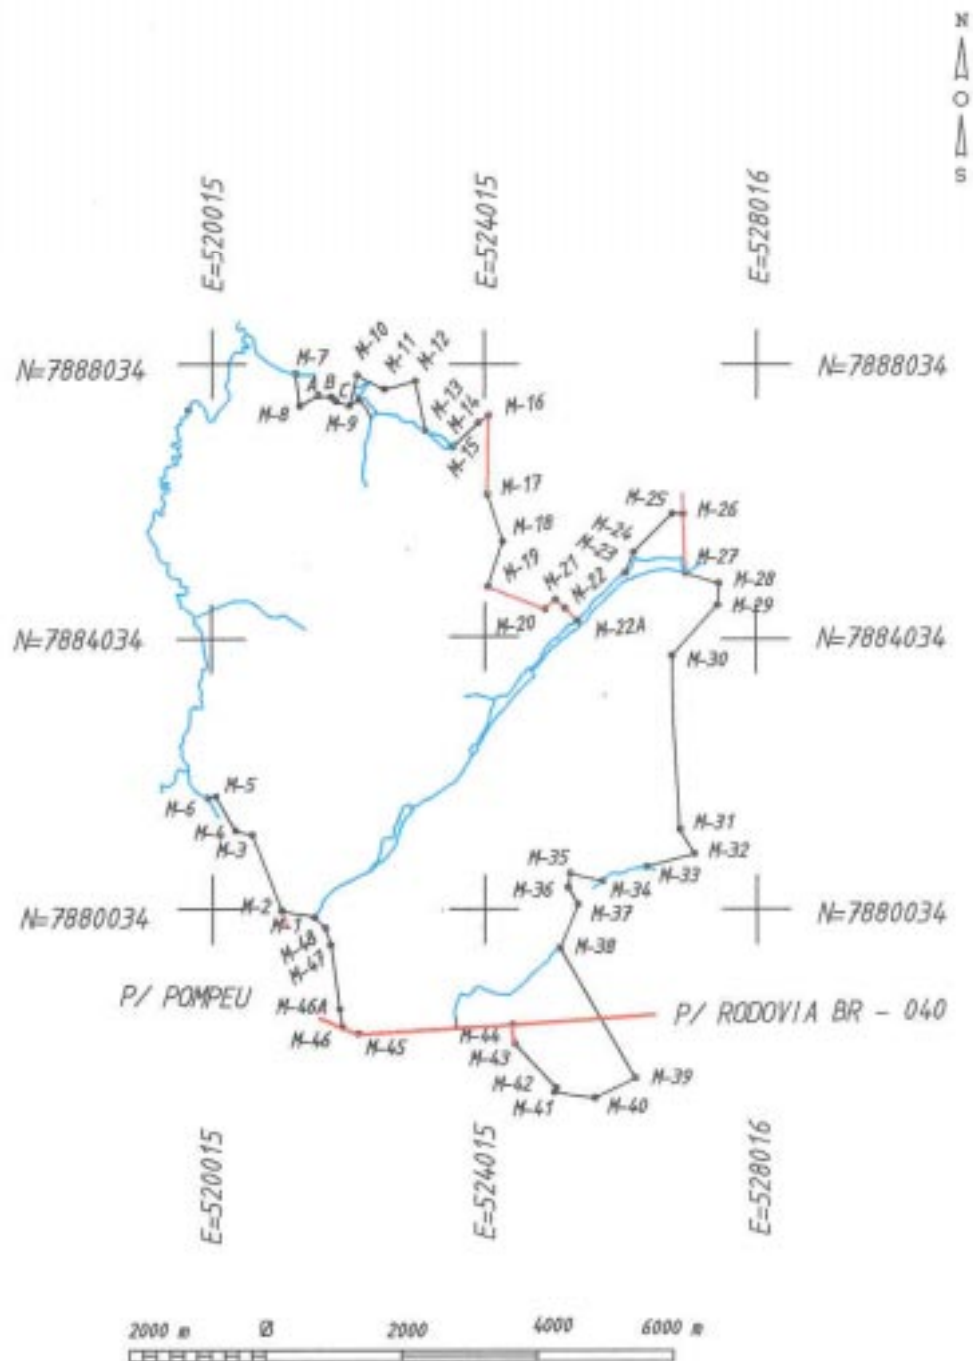 N
O
S
E=520015
E=524015
E=528016
N=7888034
N=7888034
M-7
A
B
C
M-8
M-9
M-10
M-11
M-12
M-13
M-14
M-15
M-16
M-17
M-18
M-19
M-20
M-21
M-22
M-22A
M-23
M-24
M-25
M-26
M-27
M-28
M-29
N=7884034
N=7884034
M-30
M-5
M-6
M-4
M-3
M-31
M-32
M-33
M-34
M-35
M-36
M-37
M-2
M-1
N=7880034
N=7880034
M-48
M-47
M-38
P/ POMPEU
M-46A
M-46
M-45
M-44
M-43
P/ RODOVIA BR - 040
M-42
M-41
M-40
M-39
E=520015
E=524015
E=528016
2000 m Ø 2000 4000 6000 m